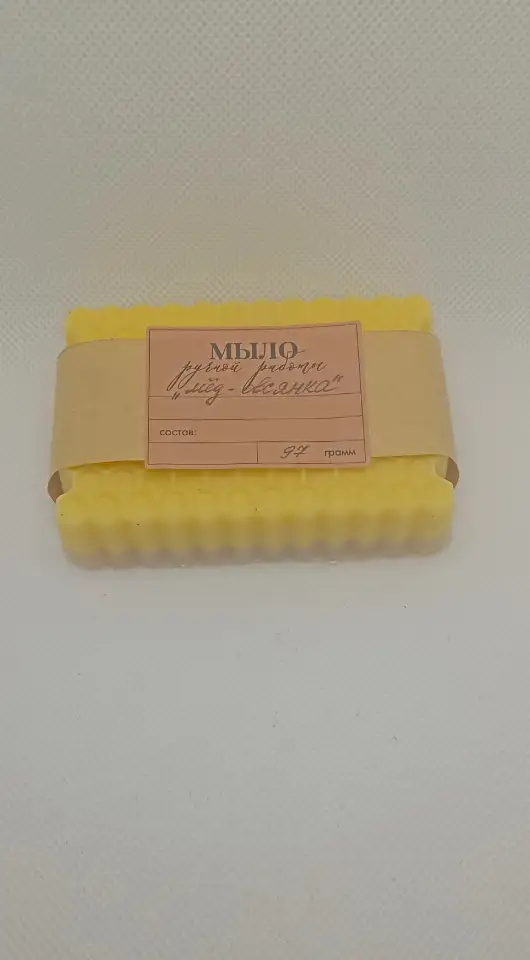 МЫЛО
ручной работы
"мёд-овсянка"
состав:
97 грамм